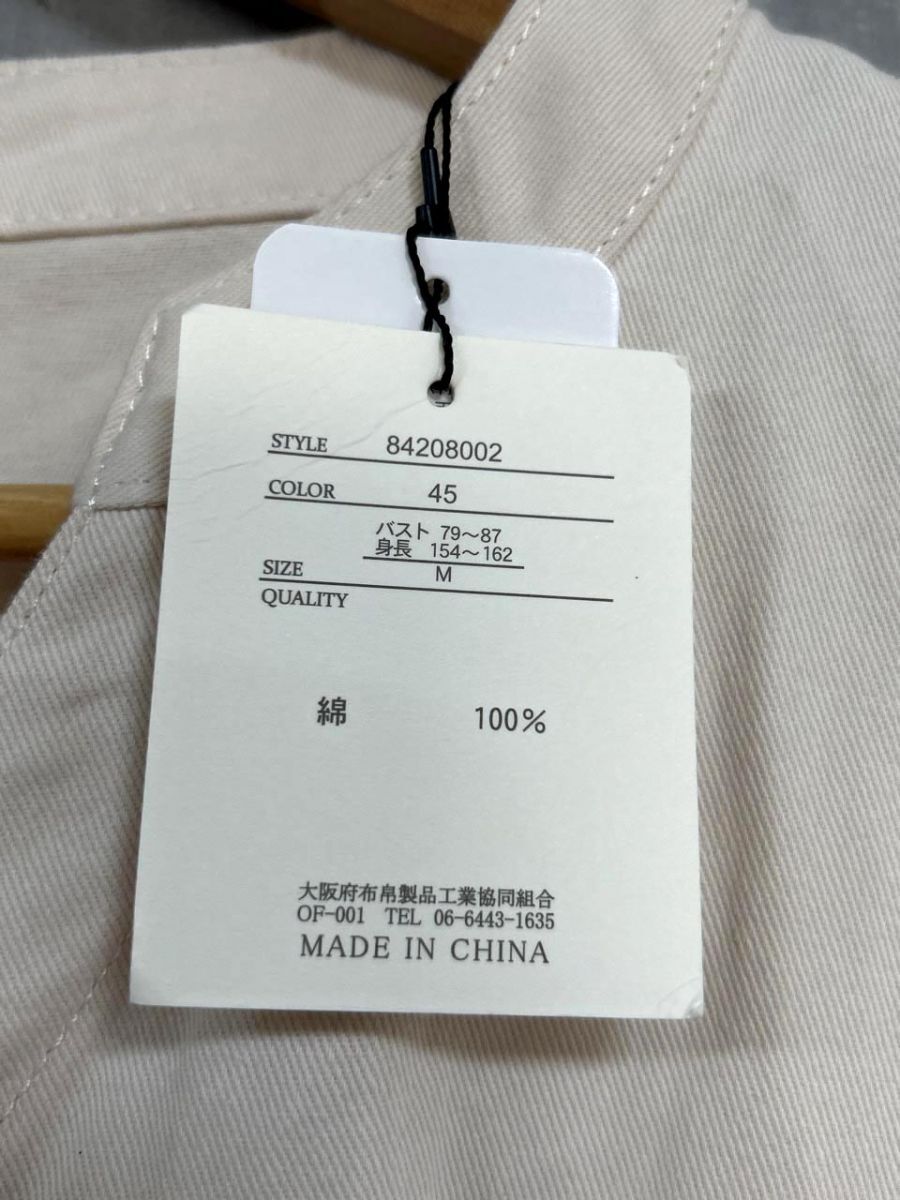 STYLE 84208002
COLOR 45
バスト 79〜87
身長 154〜162
SIZE M
QUALITY
綿 100%
大阪府布帛製品工業協同組合
OF-001 TEL 06-6443-1635
MADE IN CHINA